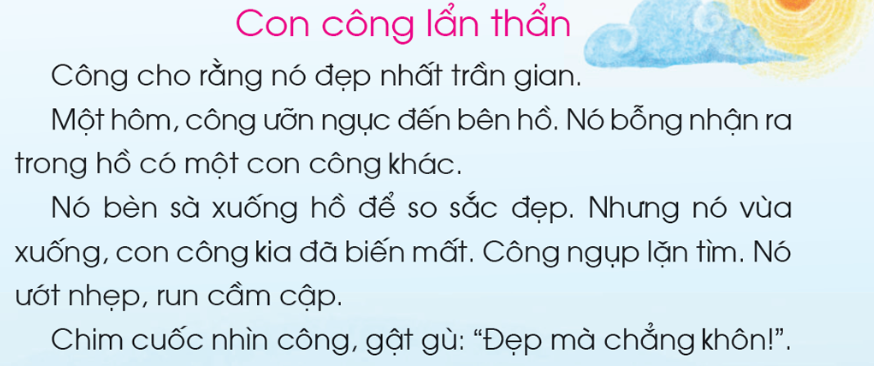 Con công lẩn thẩn
Công cho rằng nó đẹp nhất trần gian.
Một hôm, công ưỡn ngục đến bên hồ. Nó bỗng nhận ra
trong hồ có một con công khác.
Nó bèn sà xuống hồ để so sắc đẹp. Nhưng nó vừa
xuống, con công kia đã biến mất. Công ngụp lặn tìm. Nó
ướt nhẹp, run cầm cập.
Chim cuốc nhìn công, gật gù: “Đẹp mà chẳng khôn!”.